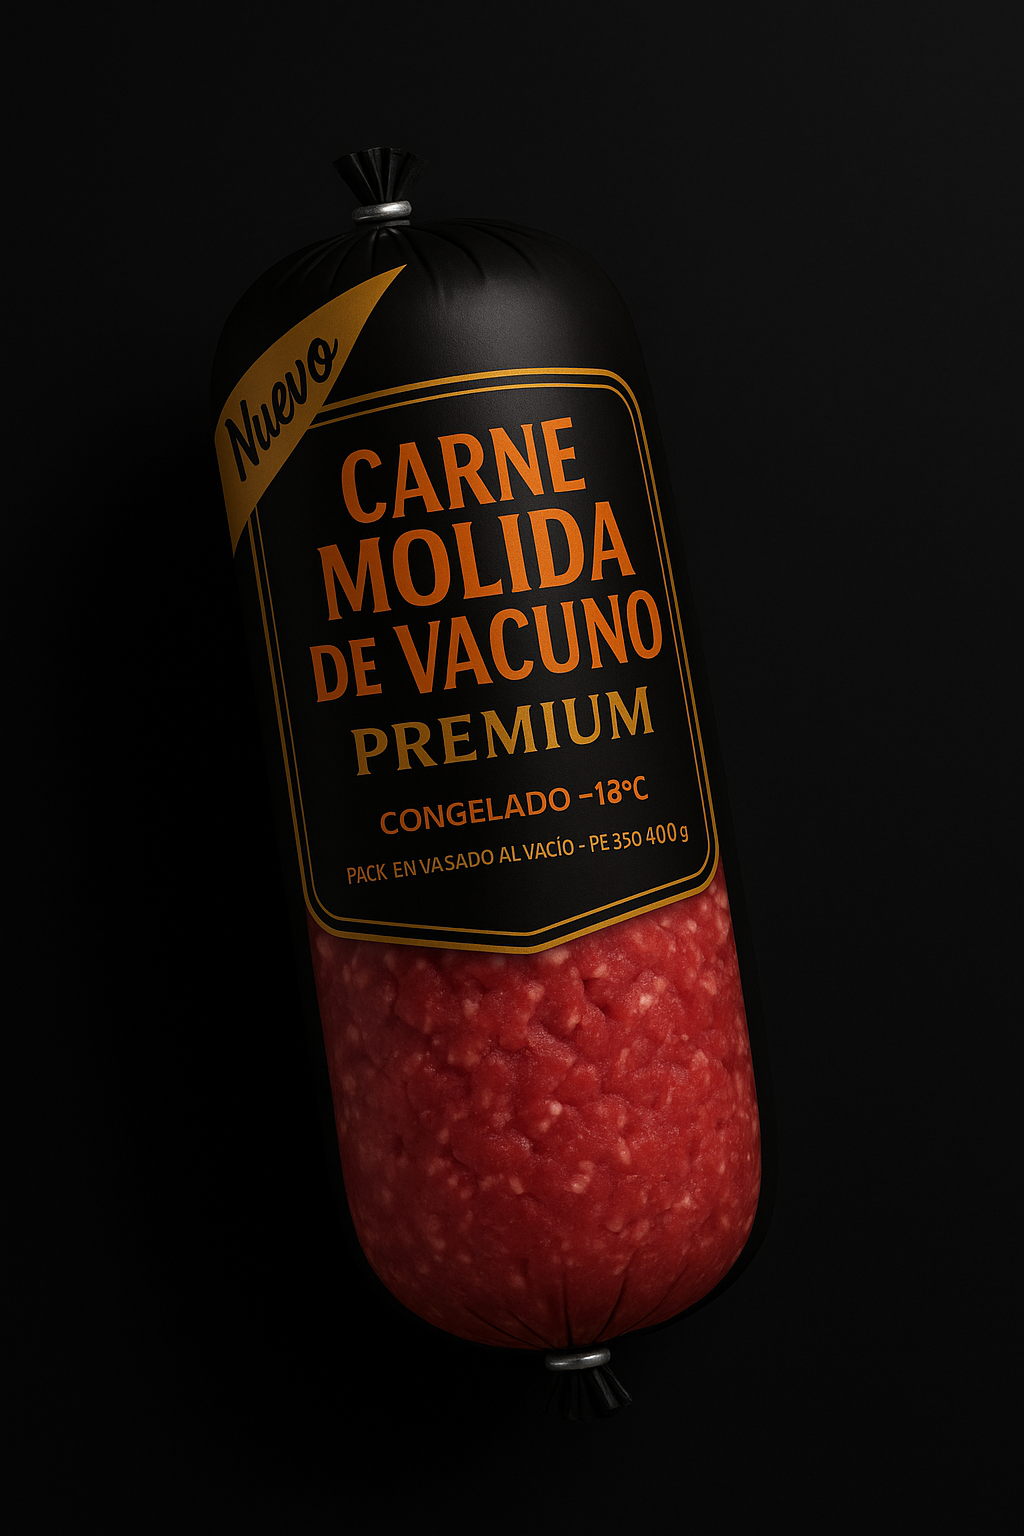 Nuevo
CARNE
MOLIDA
DE VACUNO
PREMIUM
CONGELADO –18°C
PACK EN VASADO AL VACÍO - PE 350 400 g